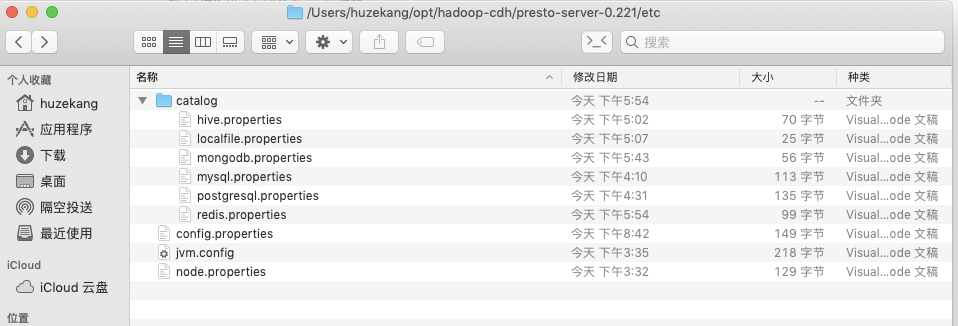 /Users/huzekang/opt/hadoop-cdh/presto-server-0.221/etc
搜索
个人收藏
huzekang
应用程序
下载
桌面
隔空投送
最近使用
iCloud
iCloud 云盘
位置
名称 修改日期 大小 种类
catalog 今天 下午5:54 -- 文件夹
hive.properties 今天 下午5:02 70 字节 Visual...ode 文稿
localfile.properties 今天 下午5:07 25 字节 Visual...ode 文稿
mongodb.properties 今天 下午5:43 56 字节 Visual...ode 文稿
mysql.properties 今天 下午4:10 113 字节 Visual...ode 文稿
postgresql.properties 今天 下午4:31 135 字节 Visual...ode 文稿
redis.properties 今天 下午5:54 99 字节 Visual...ode 文稿
config.properties 今天 下午8:42 149 字节 Visual...ode 文稿
jvm.config 今天 下午3:35 218 字节 Visual...ode 文稿
node.properties 今天 下午3:32 129 字节 Visual...ode 文稿